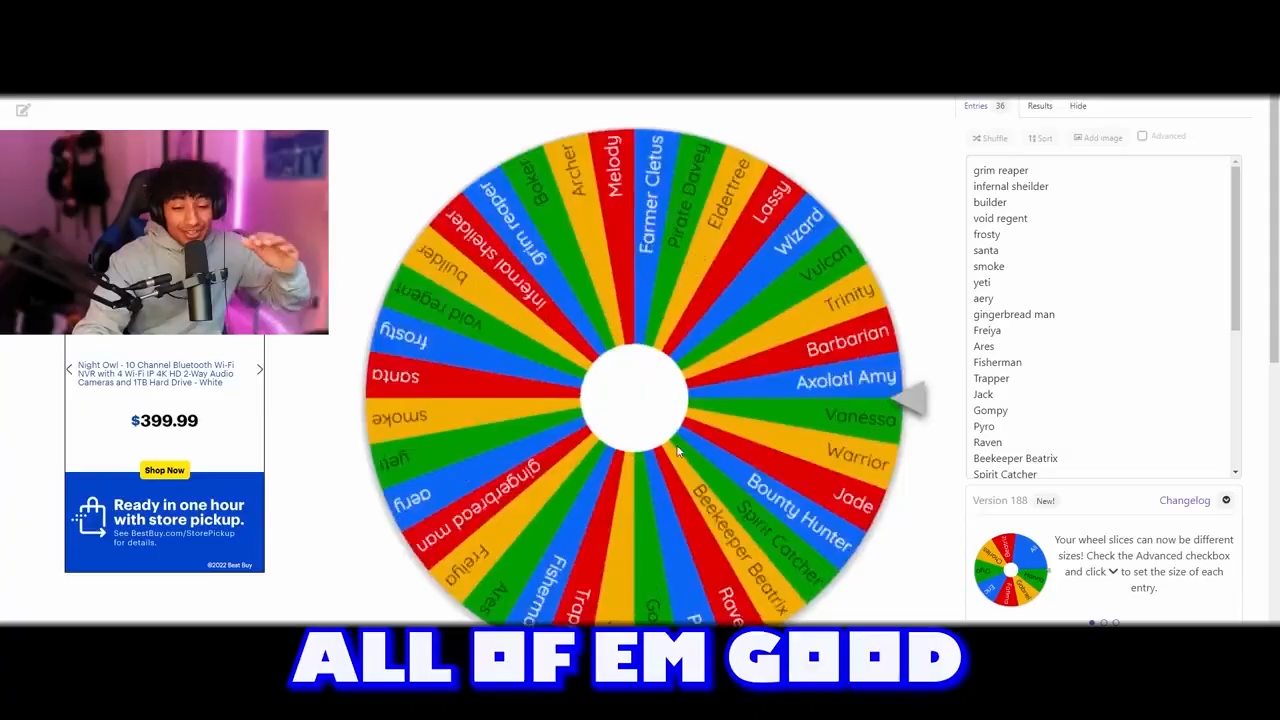 Entries 36
Results
Hide
Shuffle
Sort
Add image
Advanced
grim reaper
infernal sheilder
builder
void regent
frosty
santa
smoke
yeti
aery
gingerbread man
Freiya
Ares
Fisherman
Trapper
Jack
Gompy
Pyro
Raven
Beekeeper Beatrix
Spirit Catcher
Version 188 New!
Changelog
Your wheel slices can now be different
sizes! Check the Advanced checkbox
and click to set the size of each
entry.
Melody
Farmer Cletus
Pirate Davey
Eldertree
Lassy
Wizard
Vulcan
Trinity
Barbarian
Axolotl Amy
Vanessa
Warrior
Jade
Bounty Hunter
Spirit Catcher
Beekeeper Beatrix
Rave
P
Go
Trap
Fisherm
Ares
Freiya
gingerbread man
aery
yeti
smoke
santa
frosty
void regent
builder
infernal sheilder
grim reaper
Baker
Archer
Night Owl - 10 Channel Bluetooth Wi-Fi
NVR with 4 Wi-Fi IP 4K HD 2-Way Audio
Cameras and 1TB Hard Drive - White
$399.99
Shop Now
Ready in one hour
with store pickup.
See BestBuy.com/StorePickup
for details.
©2022 Best Buy
ALL OF EM GOOD